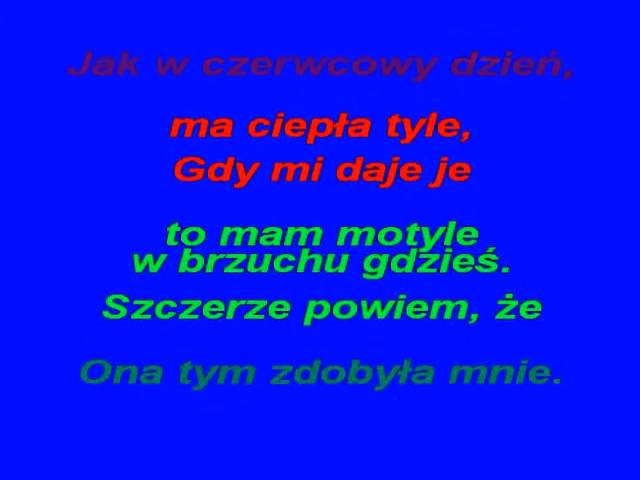 Jak w czerwcowy dzień,
ma ciepła tyle,
Gdy mi daje je
to mam motyle
w brzuchu gdzieś.
Szczerze powiem, że
Ona tym zdobyła mnie.